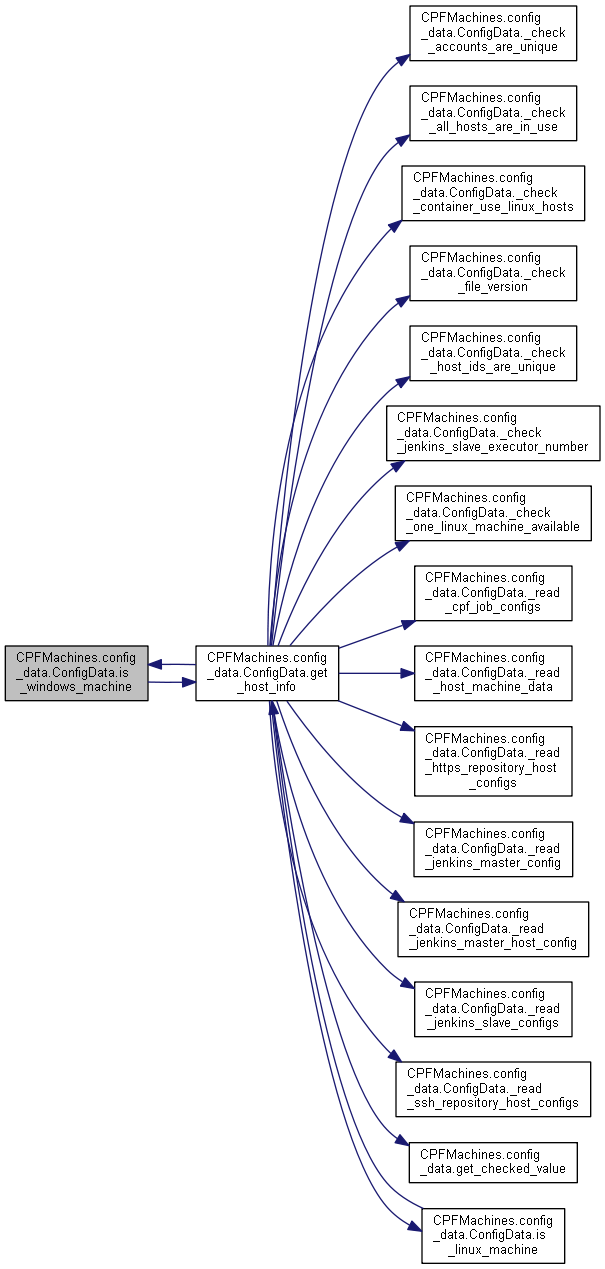 CPFMachines.config
_data.ConfigData._check
_accounts_are_unique
CPFMachines.config
_data.ConfigData._check
_all_hosts_are_in_use
CPFMachines.config
_data.ConfigData._check
_container_use_linux_hosts
CPFMachines.config
_data.ConfigData._check
_file_version
CPFMachines.config
_data.ConfigData._check
_host_ids_are_unique
CPFMachines.config
_data.ConfigData._check
_jenkins_slave_executor_number
CPFMachines.config
_data.ConfigData._check
_one_linux_machine_available
CPFMachines.config
_data.ConfigData._read
_cpf_job_configs
CPFMachines.config
_data.ConfigData.is
_windows_machine
CPFMachines.config
_data.ConfigData.get
_host_info
CPFMachines.config
_data.ConfigData._read
_host_machine_data
CPFMachines.config
_data.ConfigData._read
_https_repository_host
_configs
CPFMachines.config
_data.ConfigData._read
_jenkins_master_config
CPFMachines.config
_data.ConfigData._read
_jenkins_master_host_config
CPFMachines.config
_data.ConfigData._read
_jenkins_slave_configs
CPFMachines.config
_data.ConfigData._read
_ssh_repository_host_configs
CPFMachines.config
_data.get_checked_value
CPFMachines.config
_data.ConfigData.is
_linux_machine